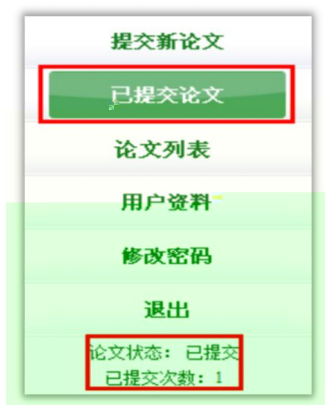 提交新论文
已提交论文
论文列表
用户资料
修改密码
退出
论文状态：已提交
已提交次数：1